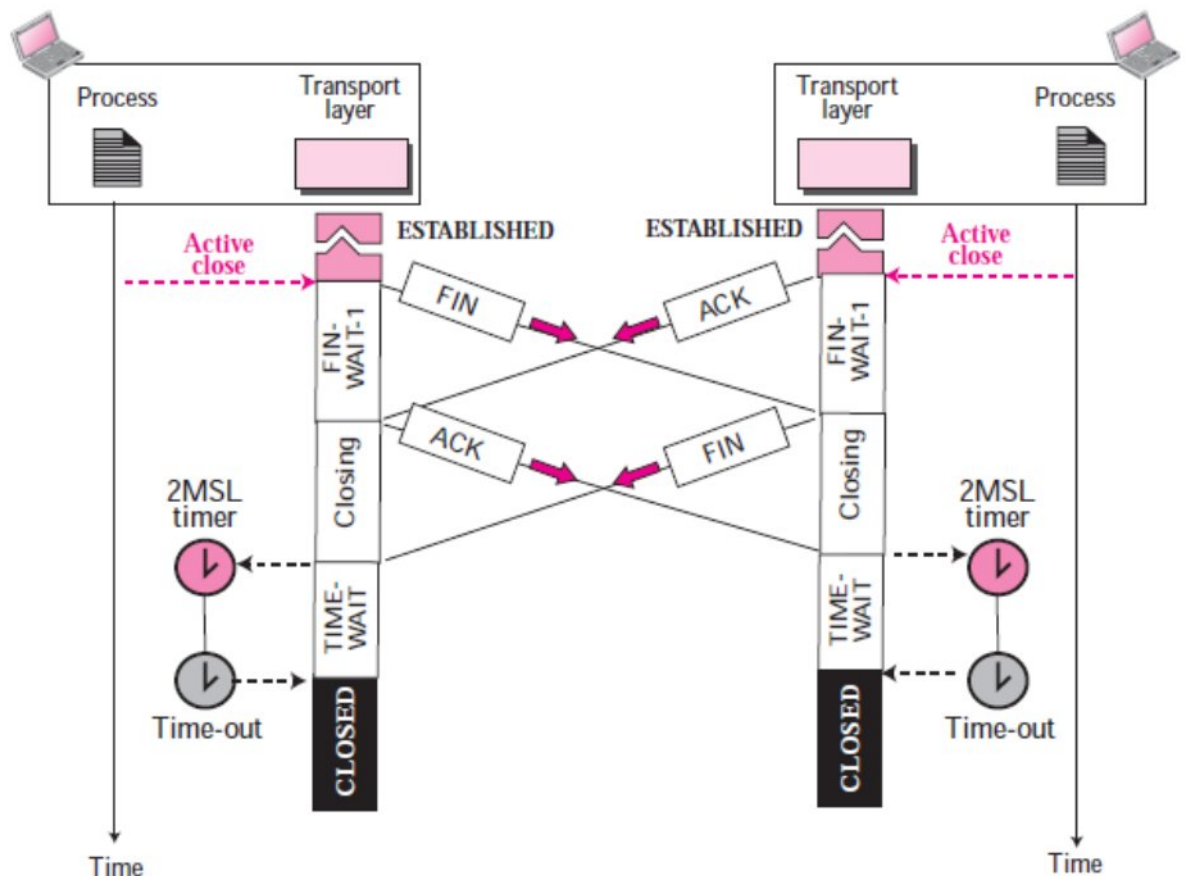 Process
Transport
layer
Transport
layer
Process
ESTABLISHED
ESTABLISHED
Active
close
Active
close
FIN
ACK
FIN-
WAIT-1
FIN-
WAIT-1
ACK
FIN
Closing
Closing
2MSL
timer
2MSL
timer
TIME-
WAIT
TIME-
WAIT
Time-out
Time-out
CLOSED
CLOSED
Time
Time